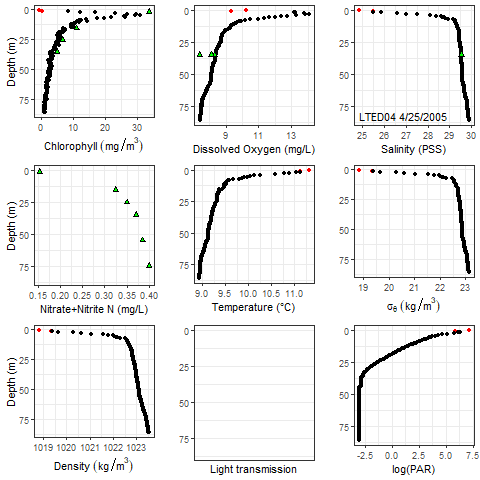 0
25
50
75
Depth (m)
0 10 20 30
Chlorophyll (mg/m³)
0
25
50
75
9 11 13
Dissolved Oxygen (mg/L)
0
25
50
75
LTED04 4/25/2005
25 26 27 28 29 30
Salinity (PSS)
0
25
50
75
Depth (m)
0.15 0.20 0.25 0.30 0.35 0.40
Nitrate+Nitrite N (mg/L)
0
25
50
75
9.0 9.5 10.0 10.5 11.0
Temperature (°C)
0
25
50
75
19 20 21 22 23
σθ (kg/m³)
0
25
50
75
Depth (m)
1019 1020 1021 1022 1023
Density (kg/m³)
0
25
50
75
Light transmission
0
25
50
75
-2.5 0.0 2.5 5.0 7.5
log(PAR)